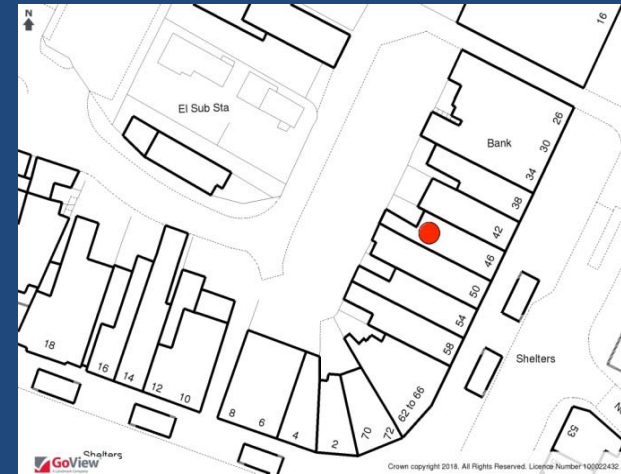 N
16
El Sub Sta
26
Bank
30
34
38
42
46
50
54
58
Shelters
62 to 66
18
16
14
12
10
8
6
4
2
70
72
53
Shelters
GoView
Crown copyright 2018. All Rights Reserved. Licence Number 100022432